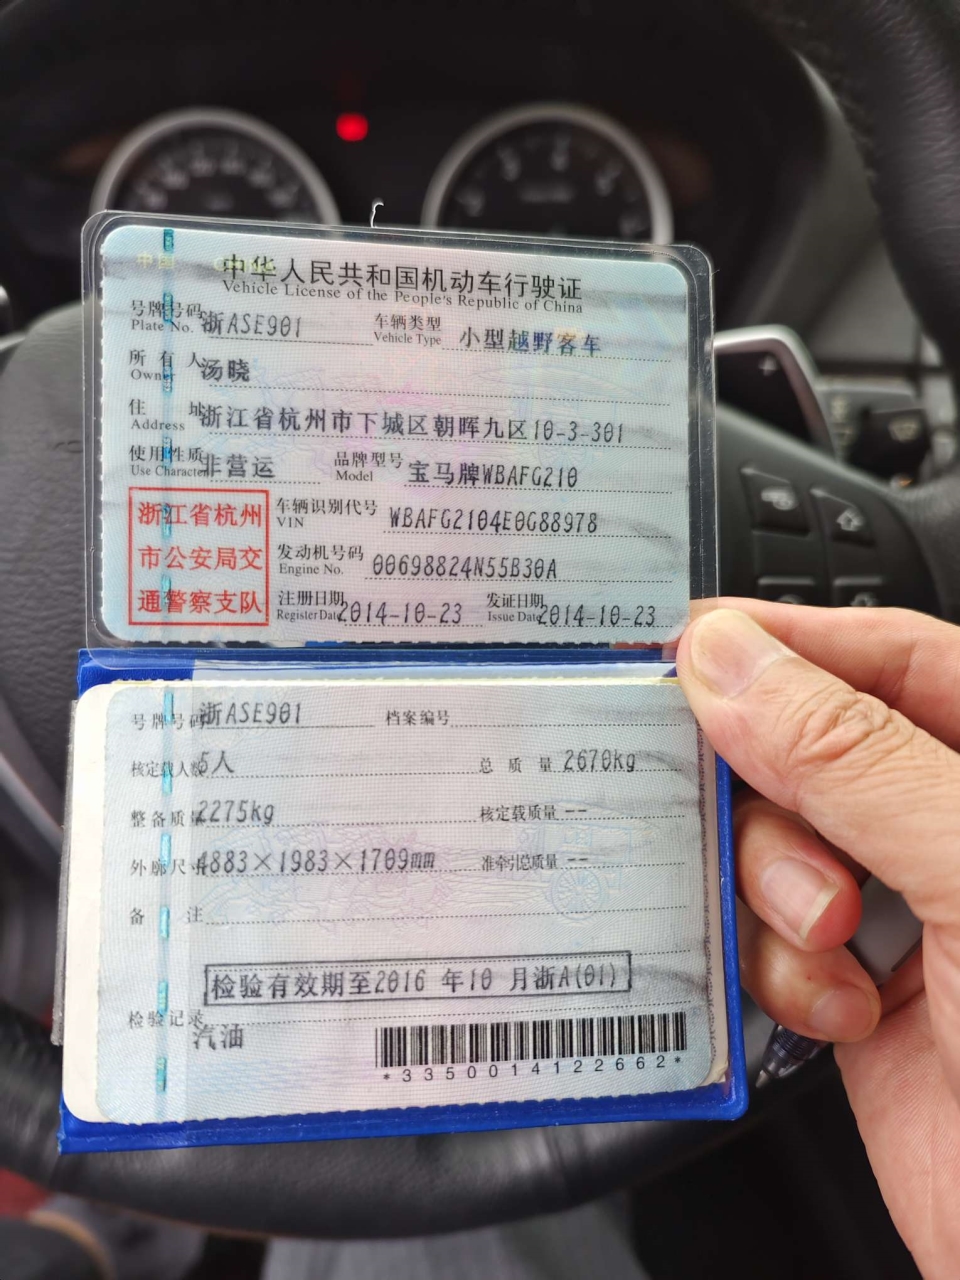 中华人民共和国机动车行驶证
Vehicle License of the People's Republic of China
号牌号码 浙ASE901 车辆类型 小型越野客车
Plate No. Vehicle Type
所有人 汤晓
Owner
住址 浙江省杭州市下城区朝晖九区10-3-301
Address
使用性质 非营运 品牌型号 宝马牌WBAFG210
Use Character Model
浙江省杭州
市公安局交
通警察支队
车辆识别代号 WBAFG2104E0G88978
VIN
发动机号码 00698824N55B30A
Engine No.
注册日期 2014-10-23 发证日期 2014-10-23
Register Date Issue Date
号牌号码 浙ASE901 档案编号
核定载人数 5人 总质量 2670kg
整备质量 2275kg 核定载质量 --
外廓尺寸 4883×1983×1709mm 准牵引总质量 --
备注
检验有效期至2016 年10 月浙A(01)
检验记录
汽油
*3350014122662*